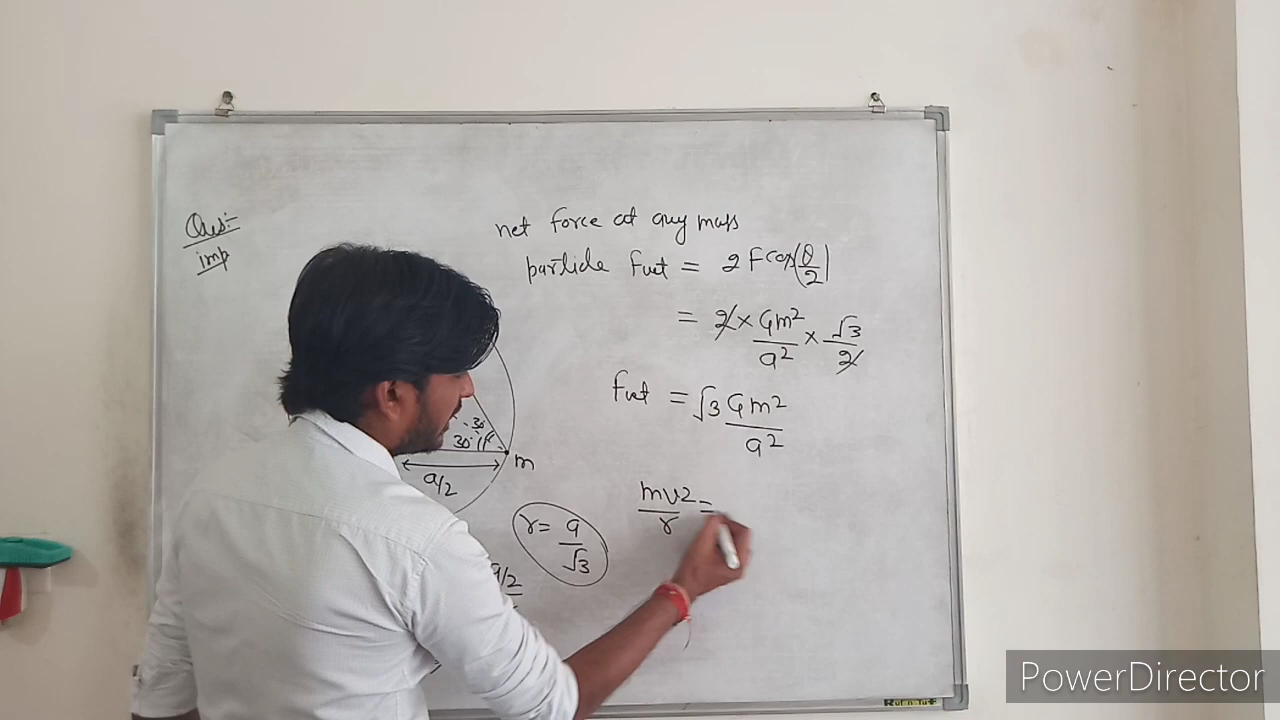 Ques:-
imp
net force at any mass
particle Fnet = 2 F cos(θ/2)
= 2 × Gm²/a² × √3/2
Fnet = √3 Gm²/a²
30°
30°
m
a/2
r = a/√3
mv²/r =
a/2
PowerDirector